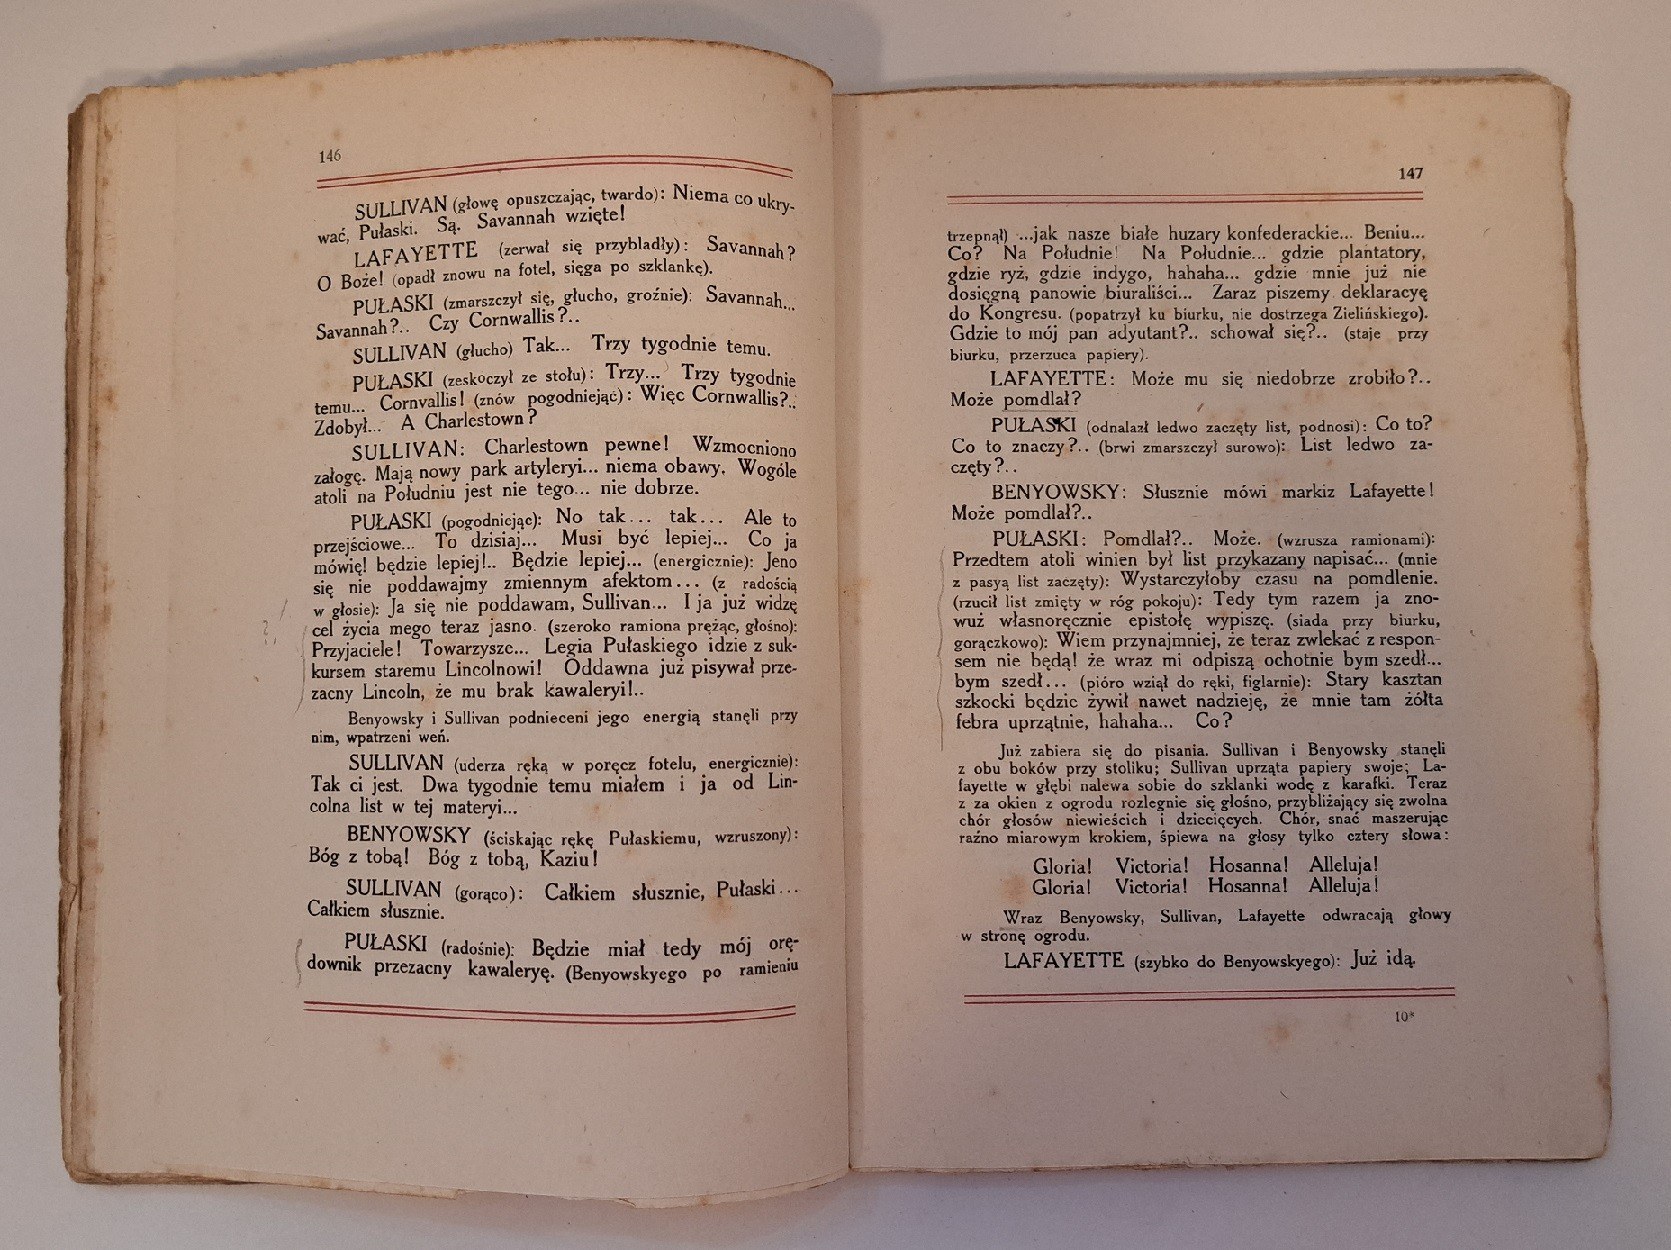 146
SULLIVAN (głowę opuszczając, twardo): Niema co ukry-
wać, Pułaski. Są. Savannah wzięte!
LAFAYETTE (zerwał się przybladły): Savannah?
O Boże! (opadł znowu na fotel, sięga po szklankę).
PUŁASKI (zmarszczył się, głucho, groźnie): Savannah...
Savannah?.. Czy Cornwallis?..
SULLIVAN (głucho) Tak... Trzy tygodnie temu.
PUŁASKI (zeskoczył ze stołu): Trzy... Trzy tygodnie
temu... Cornvallis! (znów pogodniejąc): Więc Cornwallis?..
Zdobył... A Charlestown?
SULLIVAN: Charlestown pewne! Wzmocniono
załogę. Mają nowy park artyleryi... niema obawy. Wogóle
atoli na Południu jest nie tego... nie dobrze.
PUŁASKI (pogodniejąc): No tak... tak... Ale to
przejściowe... To dzisiaj... Musi być lepiej... Co ja
mówię! będzie lepiej!.. Będzie lepiej... (energicznie): Jeno
się nie poddawajmy zmiennym afektom... (z radością
w głosie): Ja się nie poddawam, Sullivan... I ja już widzę
cel życia mego teraz jasno. (szeroko ramiona prężąc, głośno):
Przyjaciele! Towarzysze... Legia Pułaskiego idzie z suk-
kursem staremu Lincolnowi! Oddawna już pisywał prze-
zacny Lincoln, że mu brak kawaleryi!..
Benyowsky i Sullivan podnieceni jego energią stanęli przy
nim, wpatrzeni weń.
SULLIVAN (uderza ręką w poręcz fotelu, energicznie):
Tak ci jest. Dwa tygodnie temu miałem i ja od Lin-
colna list w tej materyi...
BENYOWSKY (ściskając rękę Pułaskiemu, wzruszony):
Bóg z tobą! Bóg z tobą, Kaziu!
SULLIVAN (gorąco): Całkiem słusznie, Pułaski...
Całkiem słusznie.
PUŁASKI (radośnie): Będzie miał tedy mój orę-
downik przezacny kawaleryę. (Benyowskyego po ramieniu
147
trzepnął) ...jak nasze białe huzary konfederackie... Beniu...
Co? Na Południe! Na Południe... gdzie plantatory,
gdzie ryż, gdzie indygo, hahaha... gdzie mnie już nie
dosięgną panowie biuraliści... Zaraz piszemy deklaracyę
do Kongresu. (popatrzył ku biurku, nie dostrzega Zielińskiego).
Gdzie to mój pan adyutant?.. schował się?.. (staje przy
biurku, przerzuca papiery).
LAFAYETTE: Może mu się niedobrze zrobiło?..
Może pomdlał?
PUŁASKI (odnalazł ledwo zaczęty list, podnosi): Co to?
Co to znaczy?.. (brwi zmarszczył surowo): List ledwo za-
częty?..
BENYOWSKY: Słusznie mówi markiz Lafayette!
Może pomdlał?..
PUŁASKI: Pomdlał?.. Może. (wzrusza ramionami):
Przedtem atoli winien był list przykazany napisać... (mnie
z pasyą list zaczęty): Wystarczyłoby czasu na pomdlenie.
(rzucił list zmięty w róg pokoju): Tedy tym razem ja zno-
wuż własnoręcznie epistołę wypiszę. (siada przy biurku,
gorączkowo): Wiem przynajmniej, że teraz zwlekać z respon-
sem nie będą! że wraz mi odpiszą ochotnie bym szedł...
bym szedł... (pióro wziął do ręki, figlarnie): Stary kasztan
szkocki będzie żywił nawet nadzieję, że mnie tam żółta
febra uprzątnie, hahaha... Co?
Już zabiera się do pisania. Sullivan i Benyowsky stanęli
z obu boków przy stoliku; Sullivan uprząta papiery swoje; La-
fayette w głębi nalewa sobie do szklanki wodę z karafki. Teraz
z za okien z ogrodu rozlegnie się głośno, przybliżający się zwolna
chór głosów niewieścich i dziecięcych. Chór, snać maszerując
raźno miarowym krokiem, śpiewa na głosy tylko cztery słowa:
Gloria! Victoria! Hosanna! Alleluja!
Gloria! Victoria! Hosanna! Alleluja!
Wraz Benyowsky, Sullivan, Lafayette odwracają głowy
w stronę ogrodu.
LAFAYETTE (szybko do Benyowskyego): Już idą.
10*